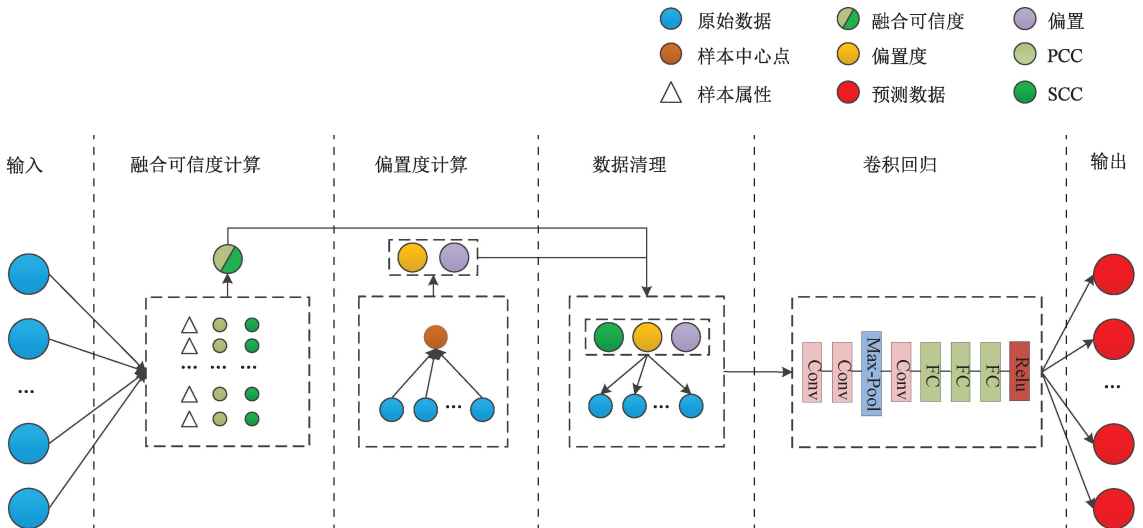 原始数据
融合可信度
偏置
样本中心点
偏置度
PCC
样本属性
预测数据
SCC
输入
融合可信度计算
偏置度计算
数据清理
卷积回归
输出
...
...
...
...
...
...
...
Conv
Conv
Max-Pool
Conv
FC
FC
FC
Relu